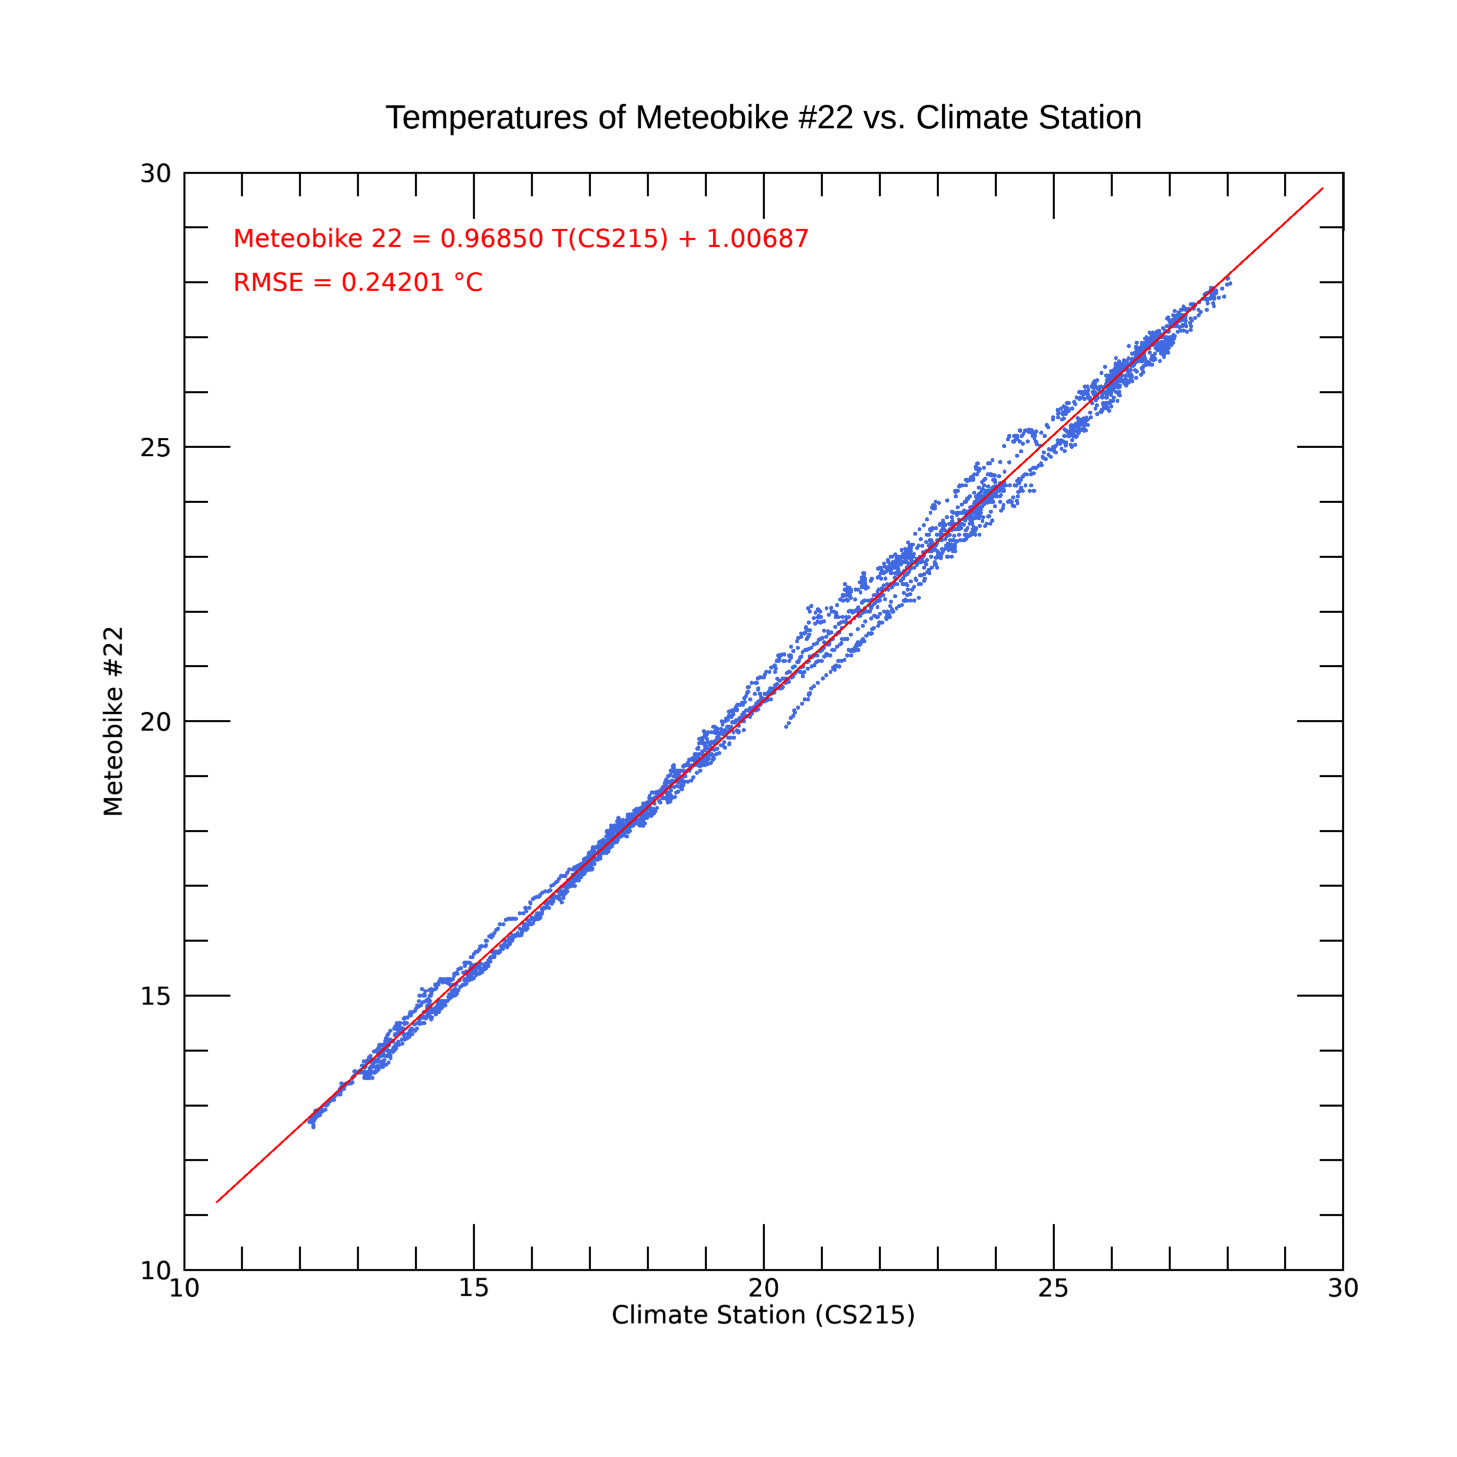 Temperatures of Meteobike #22 vs. Climate Station
30
Meteobike 22 = 0.96850 T(CS215) + 1.00687
RMSE = 0.24201 °C
25
20
15
10
Meteobike #22
10 15 20 25 30
Climate Station (CS215)